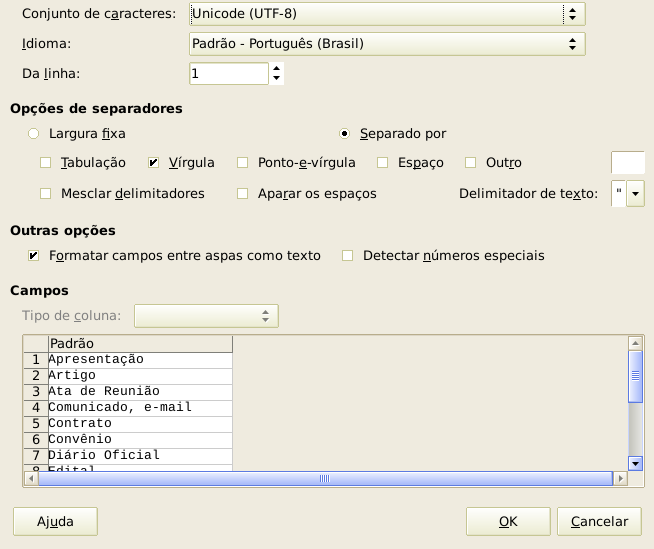 Conjunto de caracteres: Unicode (UTF-8)
Idioma: Padrão - Português (Brasil)
Da linha: 1
Opções de separadores
Largura fixa Separado por
Tabulação Vírgula Ponto-e-vírgula Espaço Outro
Mesclar delimitadores Aparar os espaços Delimitador de texto: "
Outras opções
Formatar campos entre aspas como texto Detectar números especiais
Campos
Tipo de coluna:
Padrão
1 Apresentação
2 Artigo
3 Ata de Reunião
4 Comunicado, e-mail
5 Contrato
6 Convênio
7 Diário Oficial
8 Edital
Ajuda OK Cancelar